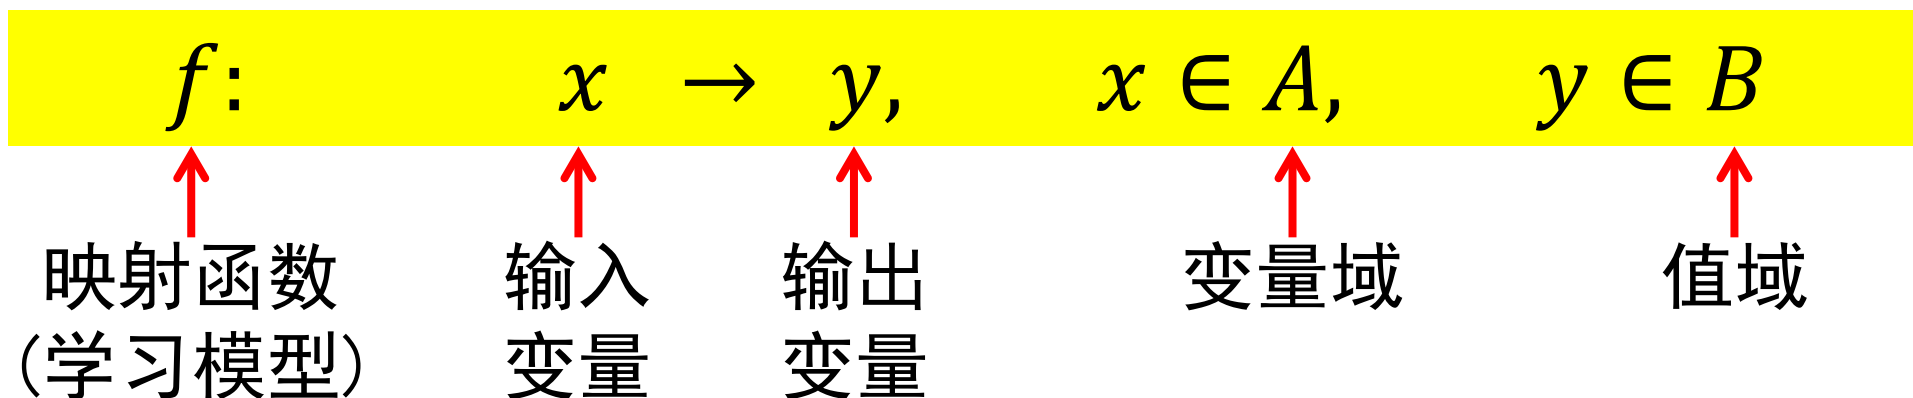 f: x → y, x ∈ A, y ∈ B
映射函数 输入 输出 变量域 值域
(学习模型) 变量 变量